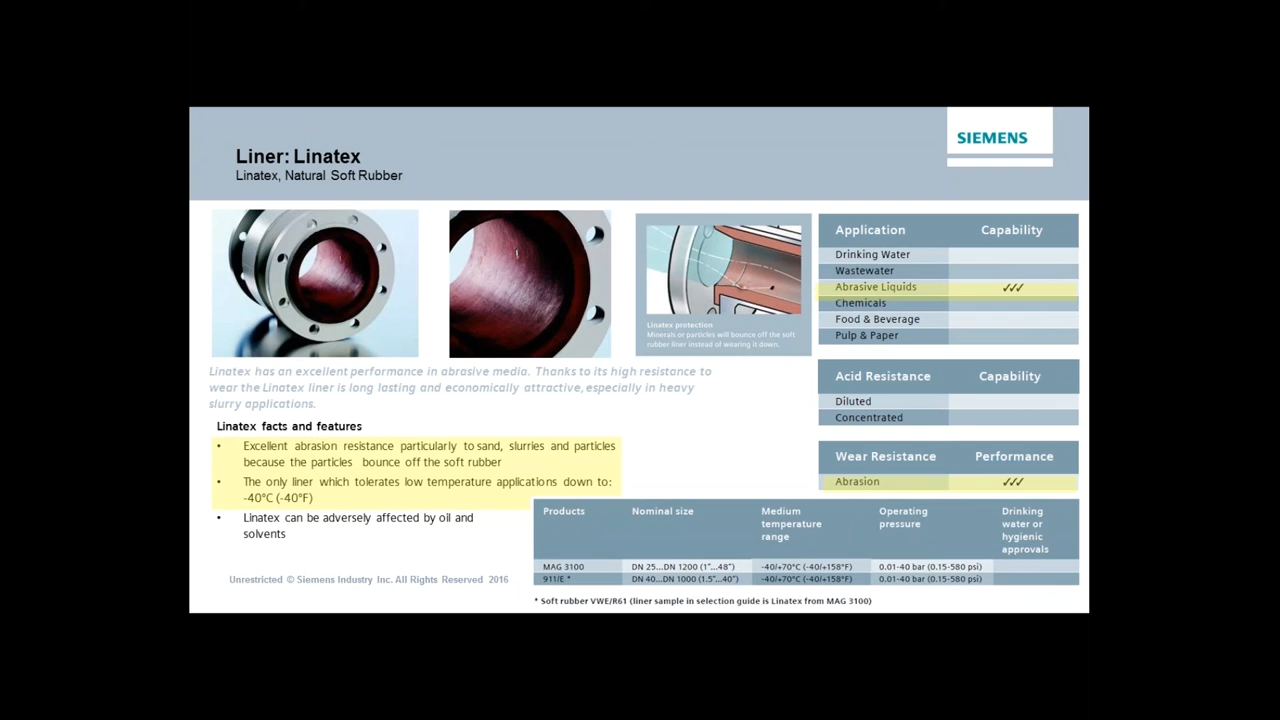 SIEMENS
Liner: Linatex
Linatex, Natural Soft Rubber
Linatex protection
Minerals or particles will bounce off the soft
rubber liner instead of wearing it down.
Application Capability
Drinking Water
Wastewater
Abrasive Liquids ✓✓✓
Chemicals
Food & Beverage
Pulp & Paper
Linatex has an excellent performance in abrasive media. Thanks to its high resistance to
wear the Linatex liner is long lasting and economically attractive, especially in heavy
slurry applications.
Acid Resistance Capability
Diluted
Concentrated
Linatex facts and features
• Excellent abrasion resistance particularly to sand, slurries and particles
because the particles bounce off the soft rubber
• The only liner which tolerates low temperature applications down to:
-40°C (-40°F)
• Linatex can be adversely affected by oil and
solvents
Wear Resistance Performance
Abrasion ✓✓✓
Products Nominal size Medium Operating Drinking
temperature pressure water or
range hygienic
approvals
MAG 3100 DN 25...DN 1200 (1"...48") -40/+70°C (-40/+158°F) 0.01-40 bar (0.15-580 psi)
911/E * DN 40...DN 1000 (1.5"...40") -40/+70°C (-40/+158°F) 0.01-40 bar (0.15-580 psi)
* Soft rubber VWE/R61 (liner sample in selection guide is Linatex from MAG 3100)
Unrestricted © Siemens Industry Inc. All Rights Reserved 2016